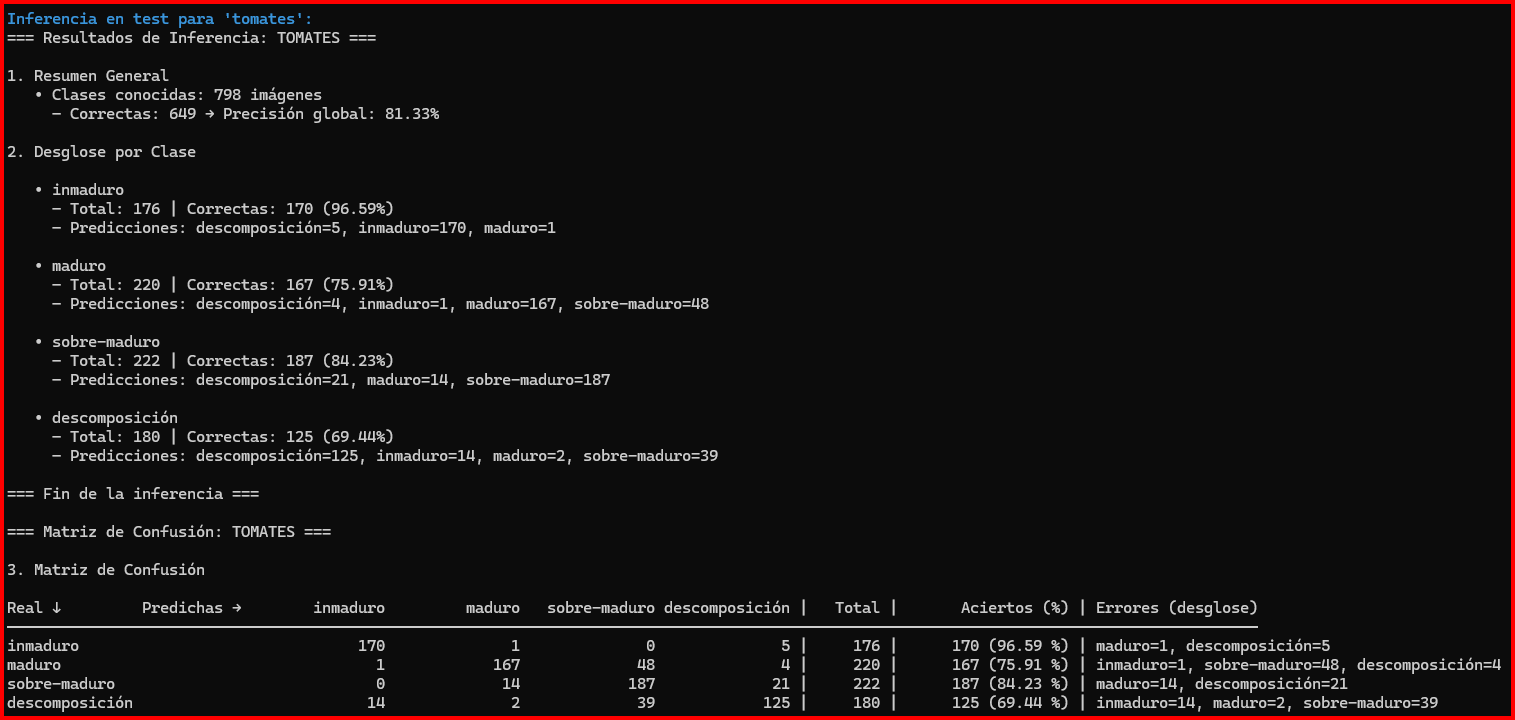 Inferencia en test para 'tomates':
=== Resultados de Inferencia: TOMATES ===
1. Resumen General
• Clases conocidas: 798 imágenes
– Correctas: 649 → Precisión global: 81.33%
2. Desglose por Clase
• inmaduro
– Total: 176 | Correctas: 170 (96.59%)
– Predicciones: descomposición=5, inmaduro=170, maduro=1
• maduro
– Total: 220 | Correctas: 167 (75.91%)
– Predicciones: descomposición=4, inmaduro=1, maduro=167, sobre-maduro=48
• sobre-maduro
– Total: 222 | Correctas: 187 (84.23%)
– Predicciones: descomposición=21, maduro=14, sobre-maduro=187
• descomposición
– Total: 180 | Correctas: 125 (69.44%)
– Predicciones: descomposición=125, inmaduro=14, maduro=2, sobre-maduro=39
=== Fin de la inferencia ===
=== Matriz de Confusión: TOMATES ===
3. Matriz de Confusión
Real ↓ Predichas → inmaduro maduro sobre-maduro descomposición | Total | Aciertos (%) | Errores (desglose)
inmaduro 170 1 0 5 | 176 | 170 (96.59 %) | maduro=1, descomposición=5
maduro 1 167 48 4 | 220 | 167 (75.91 %) | inmaduro=1, sobre-maduro=48, descomposición=4
sobre-maduro 0 14 187 21 | 222 | 187 (84.23 %) | maduro=14, descomposición=21
descomposición 14 2 39 125 | 180 | 125 (69.44 %) | inmaduro=14, maduro=2, sobre-maduro=39